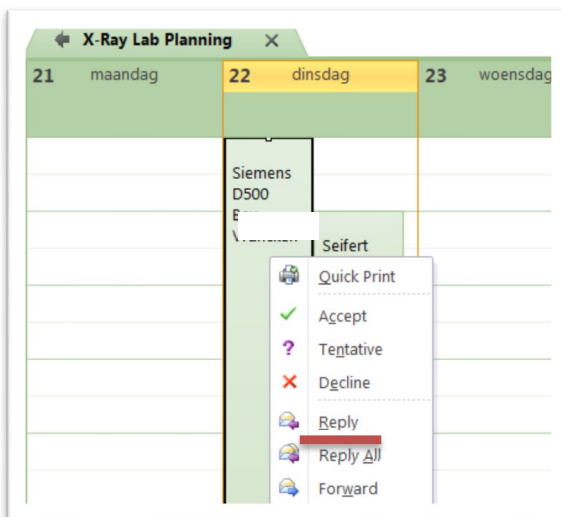 X-Ray Lab Planning
21 maandag 22 dinsdag 23 woensdag
Siemens
D500
Seifert
Quick Print
Accept
Tentative
Decline
Reply
Reply All
Forward